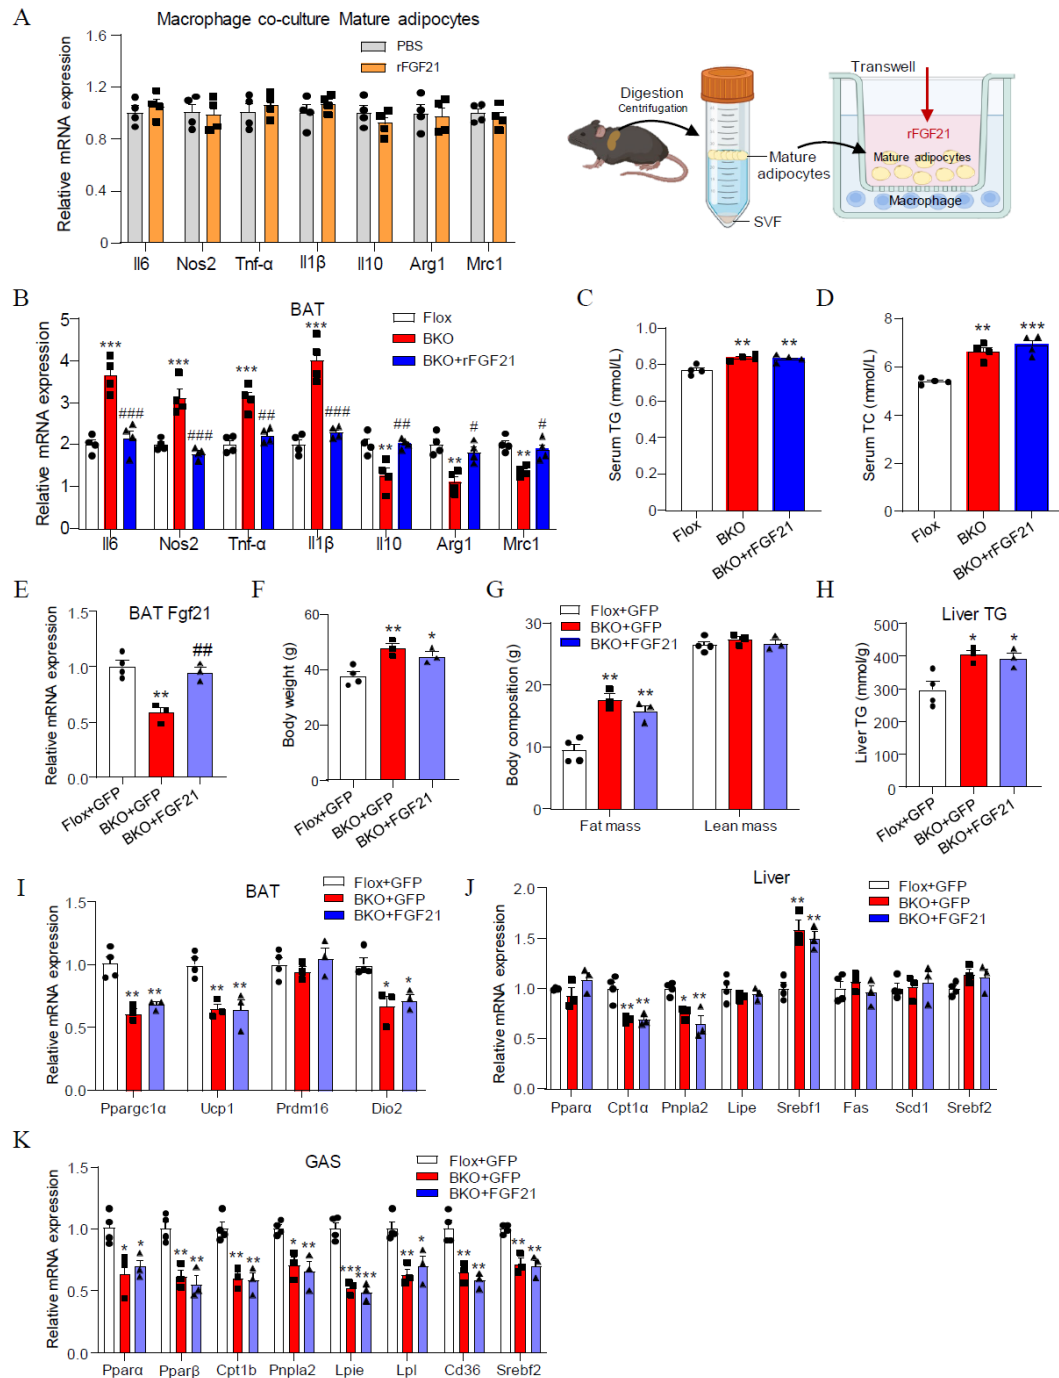 A
Macrophage co-culture Mature adipocytes
Relative mRNA expression
1.6
1.2
0.8
0.4
0
PBS
rFGF21
Il6 Nos2 Tnf-α Il1β Il10 Arg1 Mrc1
Digestion
Centrifugation
Mature
adipocytes
SVF
Transwell
rFGF21
Mature adipocytes
Macrophage
B
BAT
Relative mRNA expression
5
4
3
2
1
0
Flox
BKO
BKO+rFGF21
*** ### *** ### *** ## *** ### ** ## ** # ** #
Il6 Nos2 Tnf-α Il1β Il10 Arg1 Mrc1
C
Serum TG (mmol/L)
1.0
0.8
0.6
0.4
0.2
0.0
** **
Flox BKO BKO+rFGF21
D
Serum TC (mmol/L)
8
6
4
2
0
** ***
Flox BKO BKO+rFGF21
E
BAT Fgf21
Relative mRNA expression
1.5
1.0
0.5
0.0
** ##
Flox+GFP BKO+GFP BKO+FGF21
F
Body weight (g)
60
40
20
0
** *
Flox+GFP BKO+GFP BKO+FGF21
G
Body composition (g)
30
20
10
0
Flox+GFP
BKO+GFP
BKO+FGF21
** **
Fat mass Lean mass
H
Liver TG
Liver TG (mmol/g)
500
400
300
200
100
0
* *
Flox+GFP BKO+GFP BKO+FGF21
I
BAT
Relative mRNA expression
1.5
1.0
0.5
0.0
Flox+GFP
BKO+GFP
BKO+FGF21
** ** ** ** * *
Ppargc1α Ucp1 Prdm16 Dio2
J
Liver
Relative mRNA expression
2.0
1.5
1.0
0.5
0.0
Flox+GFP
BKO+GFP
BKO+FGF21
** ** * ** ** **
Pparα Cpt1α Pnpla2 Lipe Srebf1 Fas Scd1 Srebf2
K
GAS
Relative mRNA expression
1.5
1.0
0.5
0.0
Flox+GFP
BKO+GFP
BKO+FGF21
* * ** ** ** ** * ** *** *** ** * ** ** ** **
Pparα Pparβ Cpt1b Pnpla2 Lpie Lpl Cd36 Srebf2